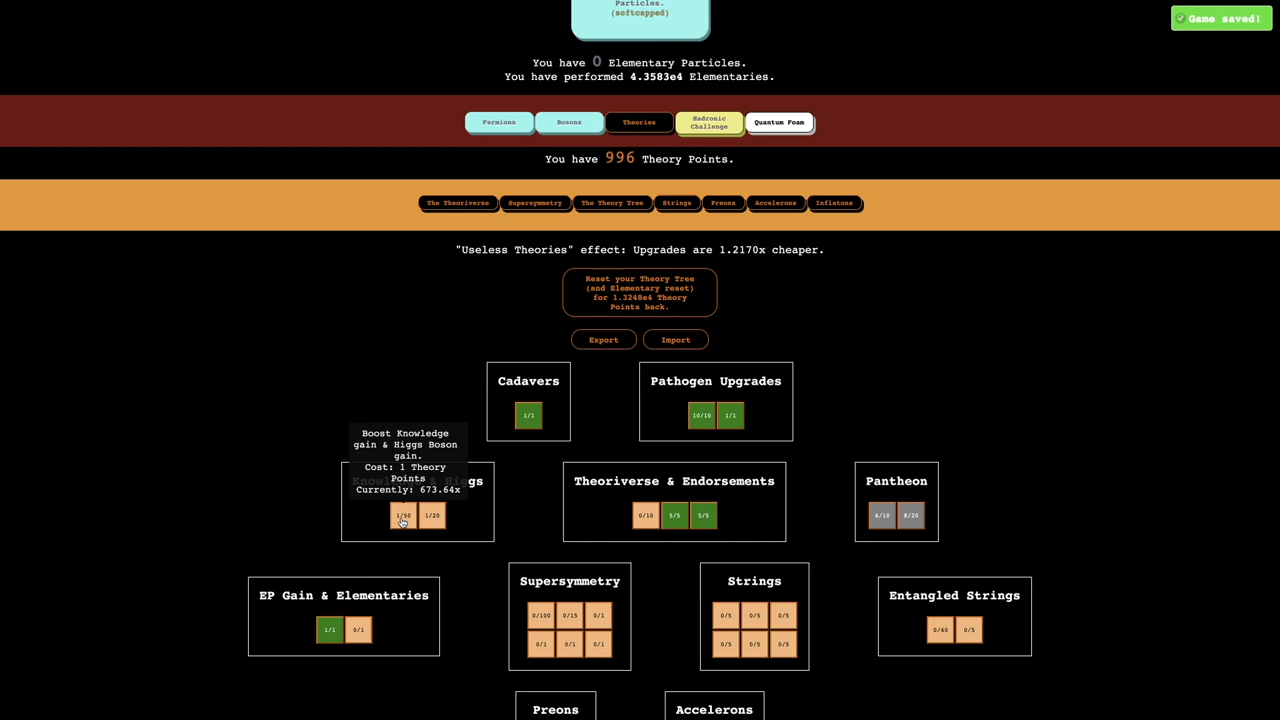 Particles.
(softcapped)
Game saved!
You have 0 Elementary Particles.
You have performed 4.3583e4 Elementaries.
Fermions
Bosons
Theories
Hadronic
Challenge
Quantum Foam
You have 996 Theory Points.
The Theoriverse
Supersymmetry
The Theory Tree
Strings
Preons
Accelerons
Inflatons
"Useless Theories" effect: Upgrades are 1.2170x cheaper.
Reset your Theory Tree
(and Elementary reset)
for 1.3248e4 Theory
Points back.
Export
Import
Cadavers
1/1
Pathogen Upgrades
10/10 1/1
Boost Knowledge
gain & Higgs Boson
gain.
Cost: 1 Theory
Points
Currently: 673.64x
Knowledge & Higgs
1/50 1/20
Theoriverse & Endorsements
0/10 5/5 5/5
Pantheon
6/10 8/20
EP Gain & Elementaries
1/1 0/1
Supersymmetry
0/100 0/15 0/1
0/1 0/1 0/1
Strings
0/5 0/5 0/5
0/5 0/5 0/5
Entangled Strings
0/40 0/5
Preons
Accelerons